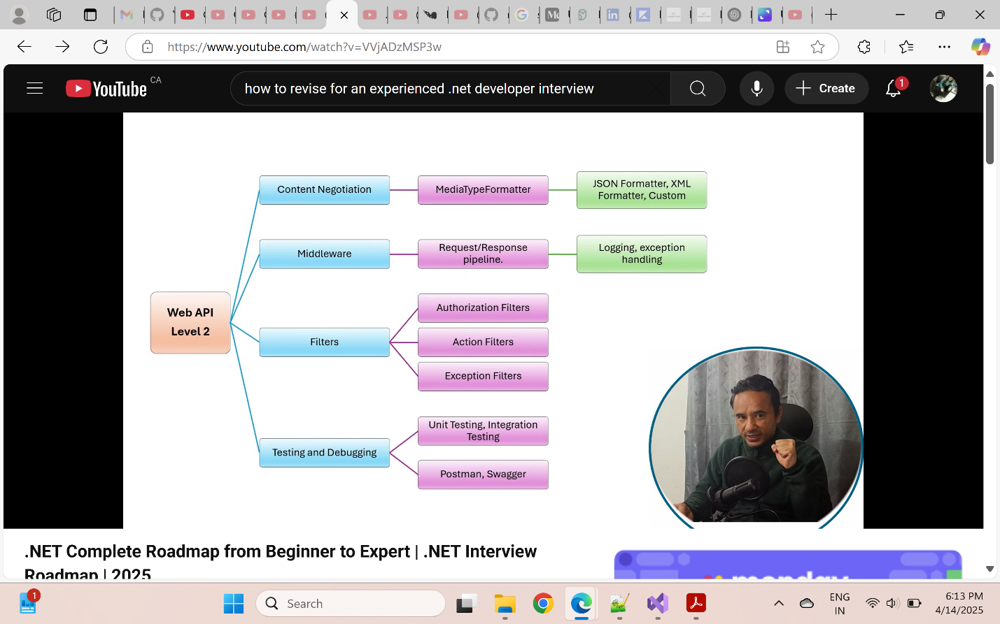 https://www.youtube.com/watch?v=VVjADzMSP3w
YouTube CA
how to revise for an experienced .net developer interview
Create
1
Content Negotiation
MediaTypeFormatter
JSON Formatter, XML
Formatter, Custom
Middleware
Request/Response
pipeline.
Logging, exception
handling
Web API
Level 2
Filters
Authorization Filters
Action Filters
Exception Filters
Testing and Debugging
Unit Testing, Integration
Testing
Postman, Swagger
.NET Complete Roadmap from Beginner to Expert | .NET Interview
Roadmap | 2025
monday
1
Search
ENG
IN
6:13 PM
4/14/2025